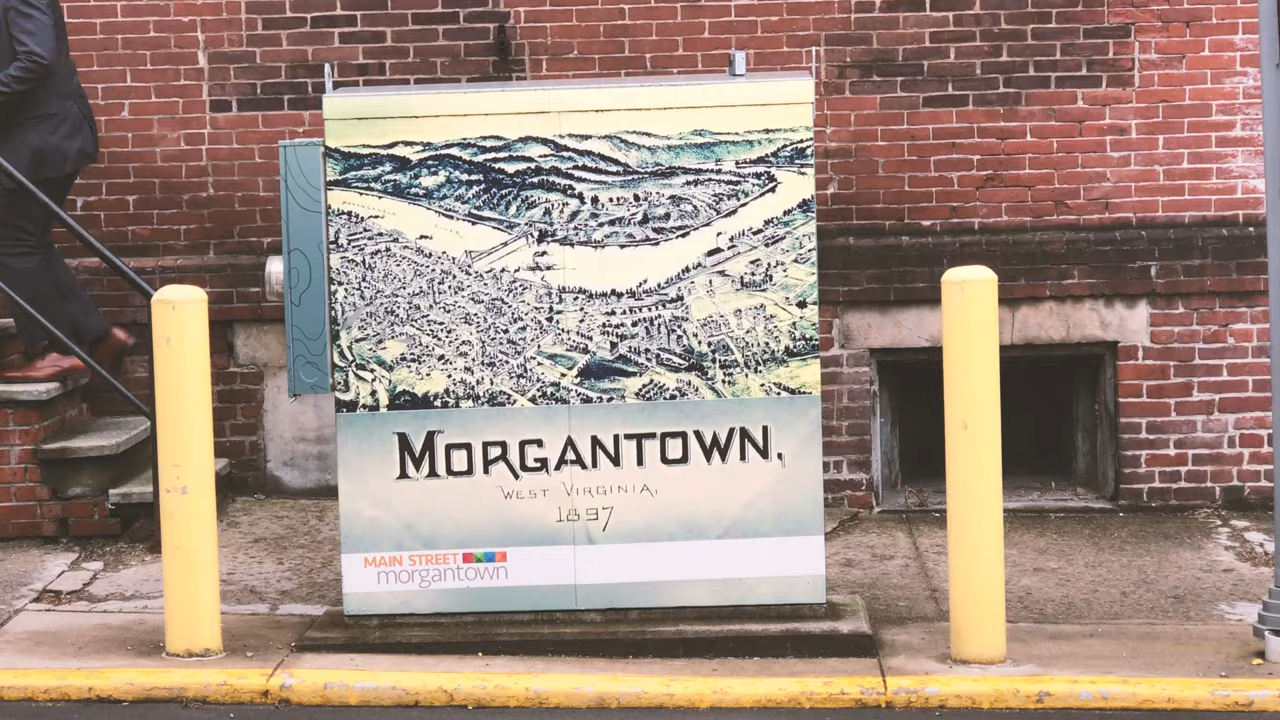 MORGANTOWN,
WEST VIRGINIA,
1897
MAIN STREET
morgantown